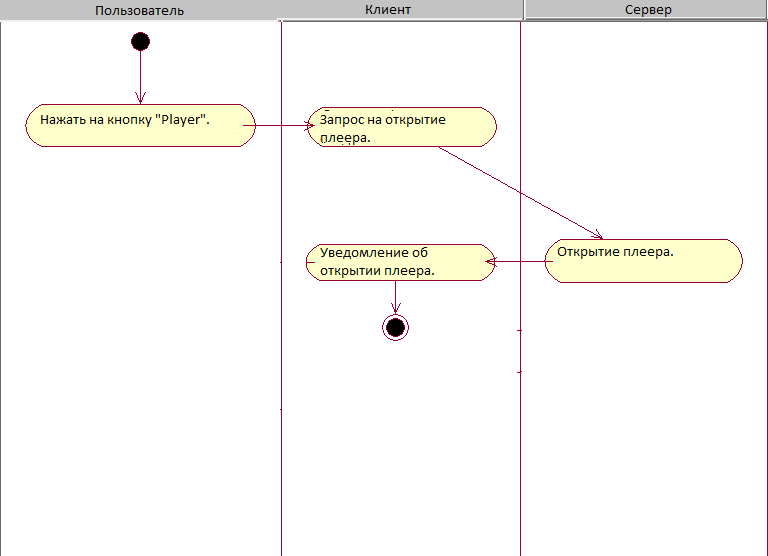 Пользователь
Клиент
Сервер
Нажать на кнопку "Player".
Запрос на открытие
плеера.
Уведомление об
открытии плеера.
Открытие плеера.